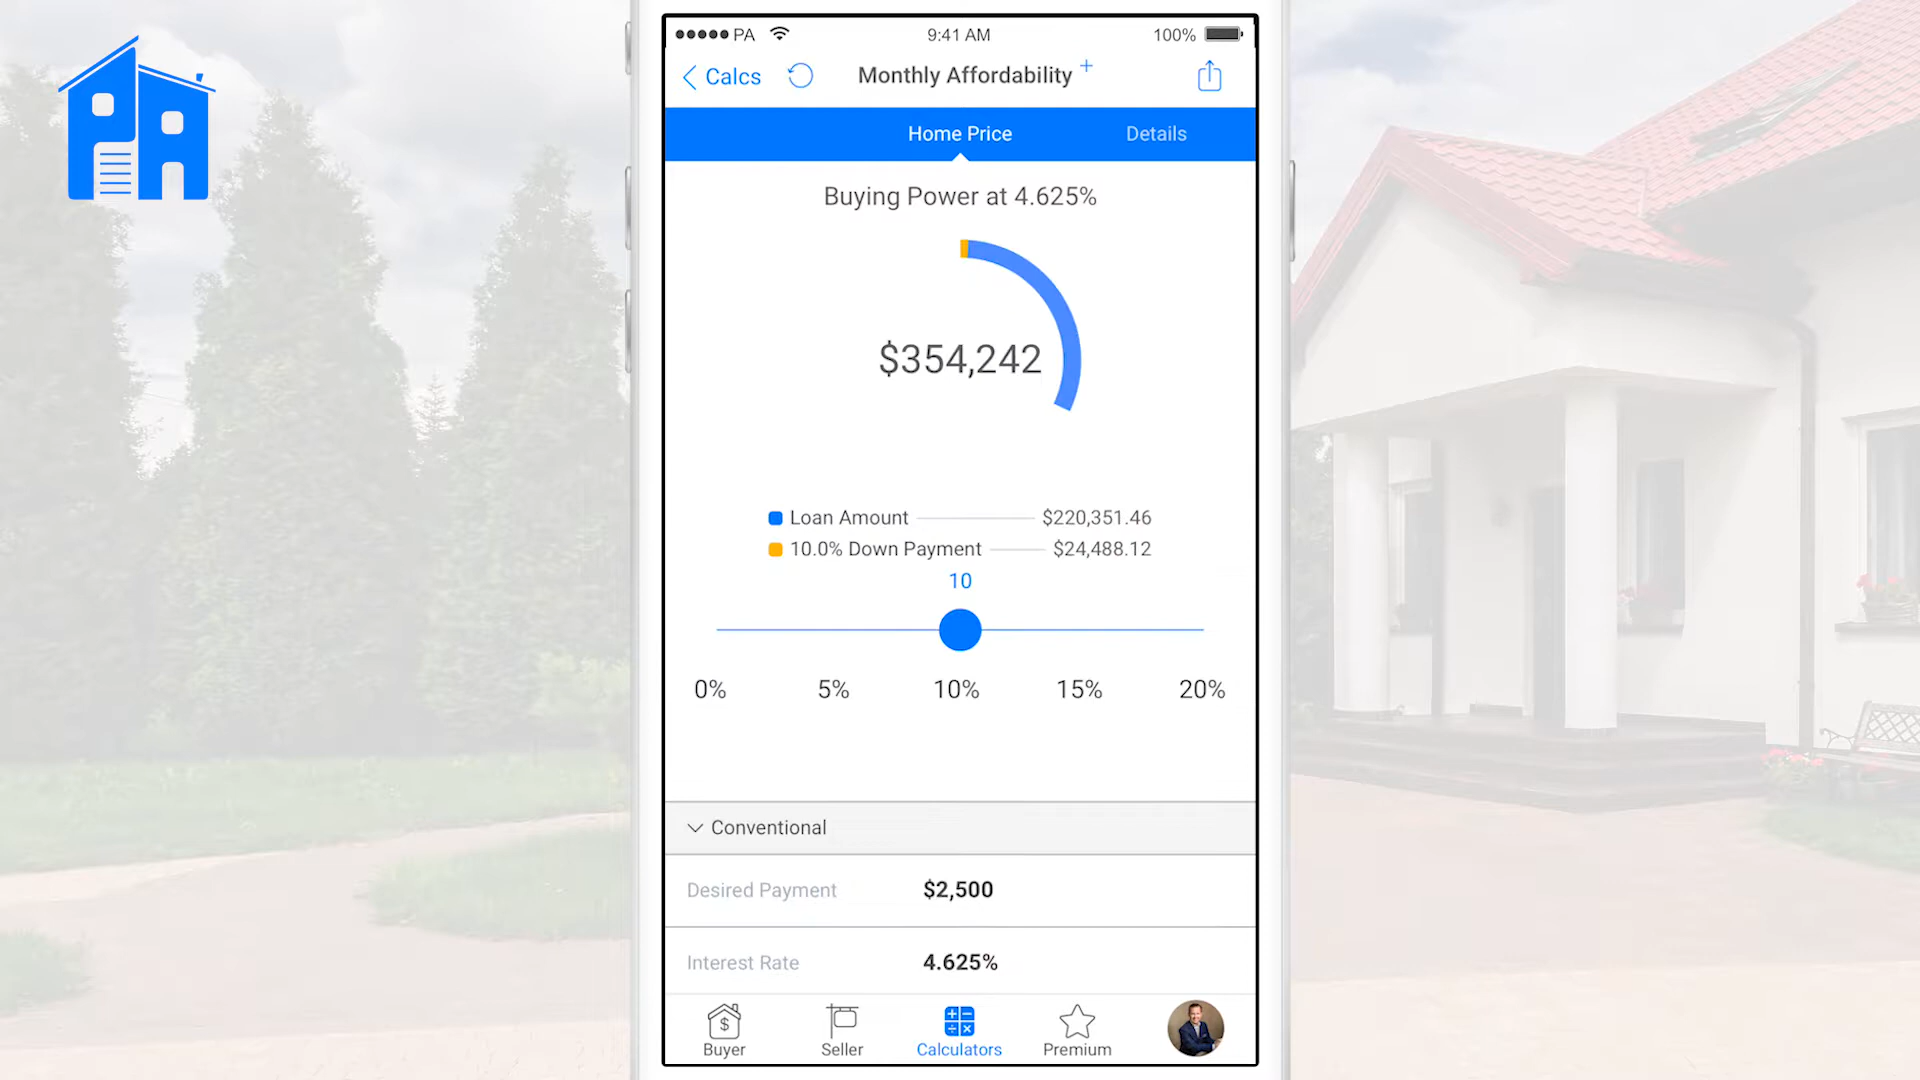 PA
9:41 AM
100%
Calcs
Monthly Affordability +
Home Price
Details
Buying Power at 4.625%
$354,242
Loan Amount $220,351.46
10.0% Down Payment $24,488.12
10
0% 5% 10% 15% 20%
Conventional
Desired Payment $2,500
Interest Rate 4.625%
Buyer Seller Calculators Premium